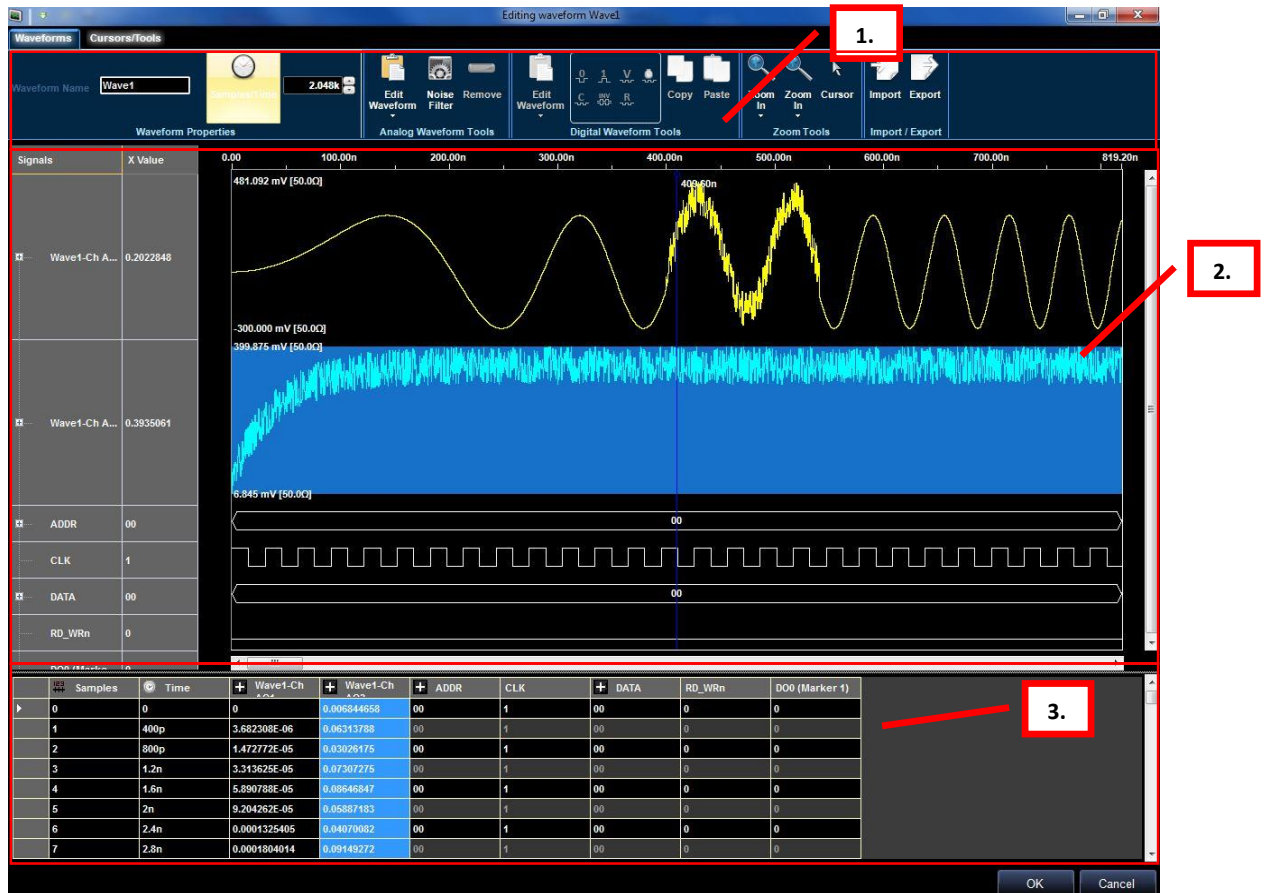 Editing waveform Wave1
1.
Waveforms Cursors/Tools
Waveform Name Wave1 Samples/Time 2.048k
Edit Waveform Noise Filter Remove
Edit Waveform 0 1 V C INV R Copy Paste
Zoom In Zoom In Cursor Import Export
Waveform Properties Analog Waveform Tools Digital Waveform Tools Zoom Tools Import / Export
Signals X Value 0.00 100.00n 200.00n 300.00n 400.00n 500.00n 600.00n 700.00n 819.20n
481.092 mV [50.0Ω] 409.60n
Wave1-Ch A... 0.2022848
2.
-300.000 mV [50.0Ω]
399.875 mV [50.0Ω]
Wave1-Ch A... 0.3935061
6.845 mV [50.0Ω]
ADDR 00 00
CLK 1
DATA 00 00
RD_WRn 0
DO0 (Marke... 0
123 Samples Time Wave1-Ch AO1 Wave1-Ch AO2 ADDR CLK DATA RD_WRn DO0 (Marker 1)
0 0 0 0.006844658 00 1 00 0 0
3.
1 400p 3.682308E-06 0.06313788 00 1 00 0 0
2 800p 1.472772E-05 0.03026175 00 1 00 0 0
3 1.2n 3.313625E-05 0.07307275 00 1 00 0 0
4 1.6n 5.890788E-05 0.08646847 00 1 00 0 0
5 2n 9.204262E-05 0.05887183 00 1 00 0 0
6 2.4n 0.0001325405 0.04070082 00 1 00 0 0
7 2.8n 0.0001804014 0.09149272 00 1 00 0 0
OK Cancel